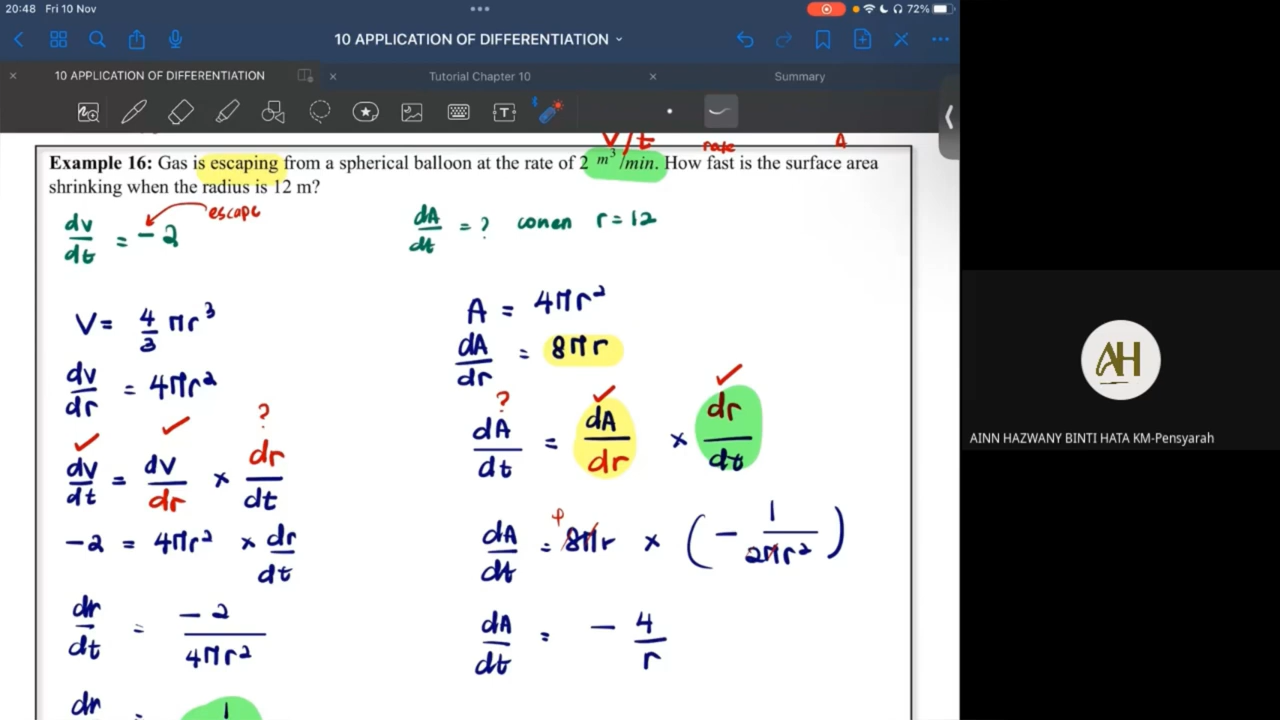 20:48 Fri 10 Nov
72%
10 APPLICATION OF DIFFERENTIATION
10 APPLICATION OF DIFFERENTIATION
Tutorial Chapter 10
Summary
V/t
rate
A
Example 16: Gas is escaping from a spherical balloon at the rate of 2 m³/min. How fast is the surface area
shrinking when the radius is 12 m?
escape
dV/dt = -2
dA/dt = ? when r = 12
V = 4/3 πr³
dV/dr = 4πr²
?
dV/dt = dV/dr × dr/dt
-2 = 4πr² × dr/dt
dr/dt = -2/4πr²
dr = 1
A = 4πr²
dA/dr = 8πr
?
dA/dt = dA/dr × dr/dt
4
dA/dt = 8πr × (- 1/2πr²)
dA/dt = - 4/r
AH
AINN HAZWANY BINTI HATA KM-Pensyarah